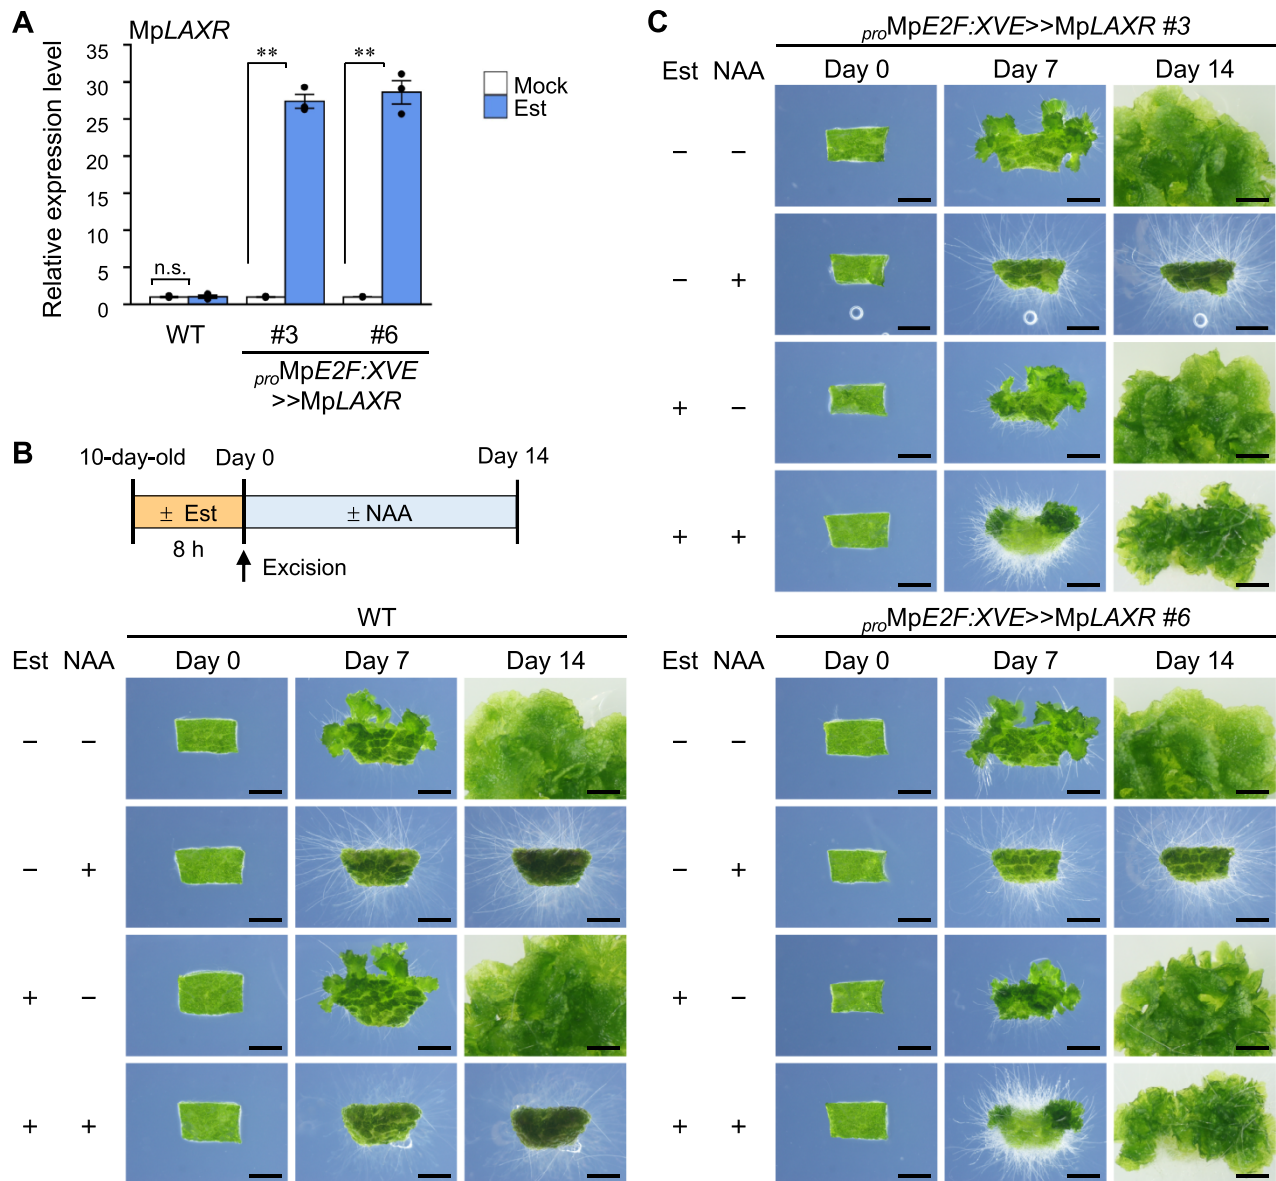 A
MpLAXR
Relative expression level
35
30
25
20
15
10
5
0
n.s.
**
**
Mock
Est
WT
#3
#6
proMpE2F:XVE
>>MpLAXR
B
10-day-old
Day 0
Day 14
± Est
± NAA
8 h
Excision
WT
Est NAA Day 0 Day 7 Day 14
− −
− +
+ −
+ +
C
proMpE2F:XVE>>MpLAXR #3
Est NAA Day 0 Day 7 Day 14
− −
− +
+ −
+ +
proMpE2F:XVE>>MpLAXR #6
Est NAA Day 0 Day 7 Day 14
− −
− +
+ −
+ +